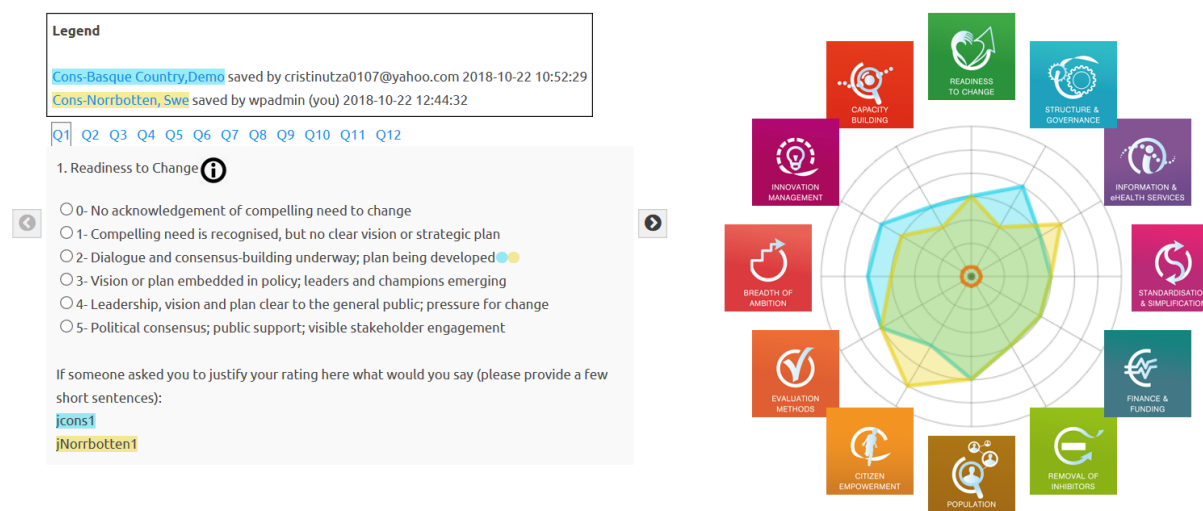 Legend
Cons-Basque Country,Demo saved by cristinutza0107@yahoo.com 2018-10-22 10:52:29
Cons-Norrbotten, Swe saved by wpadmin (you) 2018-10-22 12:44:32
Q1 Q2 Q3 Q4 Q5 Q6 Q7 Q8 Q9 Q10 Q11 Q12
1. Readiness to Change
0- No acknowledgement of compelling need to change
1- Compelling need is recognised, but no clear vision or strategic plan
2- Dialogue and consensus-building underway; plan being developed
3- Vision or plan embedded in policy; leaders and champions emerging
4- Leadership, vision and plan clear to the general public; pressure for change
5- Political consensus; public support; visible stakeholder engagement
If someone asked you to justify your rating here what would you say (please provide a few
short sentences):
jcons1
jNorrbotten1
READINESS
TO CHANGE
STRUCTURE &
GOVERNANCE
INFORMATION &
eHEALTH SERVICES
STANDARDISATIO
& SIMPLIFICATION
FINANCE &
FUNDING
REMOVAL OF
INHIBITORS
POPULATION
CITIZEN
EMPOWERMENT
EVALUATION
METHODS
BREADTH OF
AMBITION
INNOVATION
MANAGEMENT
CAPACITY
BUILDING